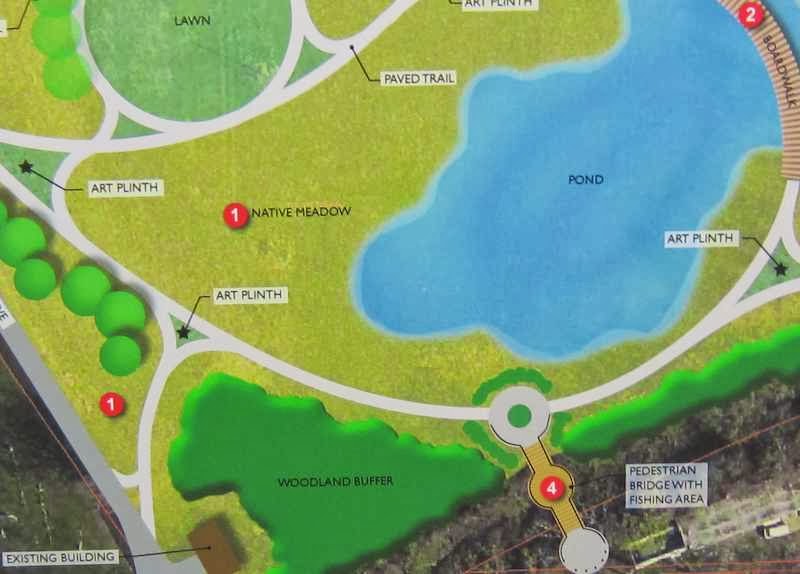 ART PLINTH
LAWN
2
BOARDWALK
PAVED TRAIL
ART PLINTH
POND
1 NATIVE MEADOW
ART PLINTH
ART PLINTH
1
WOODLAND BUFFER
4
PEDESTRIAN
BRIDGE WITH
FISHING AREA
EXISTING BUILDING